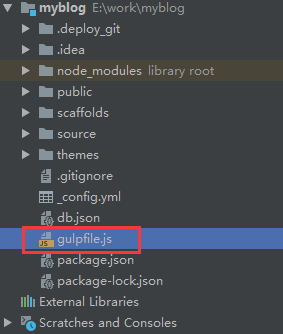 myblog E:\work\myblog
.deploy_git
.idea
node_modules library root
public
scaffolds
source
themes
.gitignore
_config.yml
db.json
gulpfile.js
package.json
package-lock.json
External Libraries
Scratches and Consoles